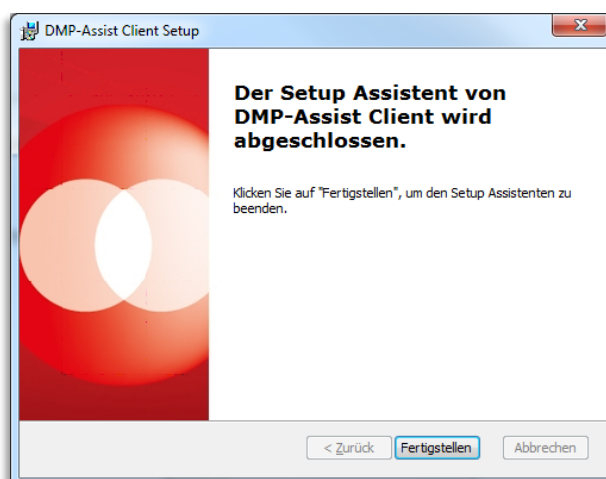 DMP-Assist Client Setup
Der Setup Assistent von
DMP-Assist Client wird
abgeschlossen.
Klicken Sie auf "Fertigstellen", um den Setup Assistenten zu
beenden.
< Zurück Fertigstellen Abbrechen